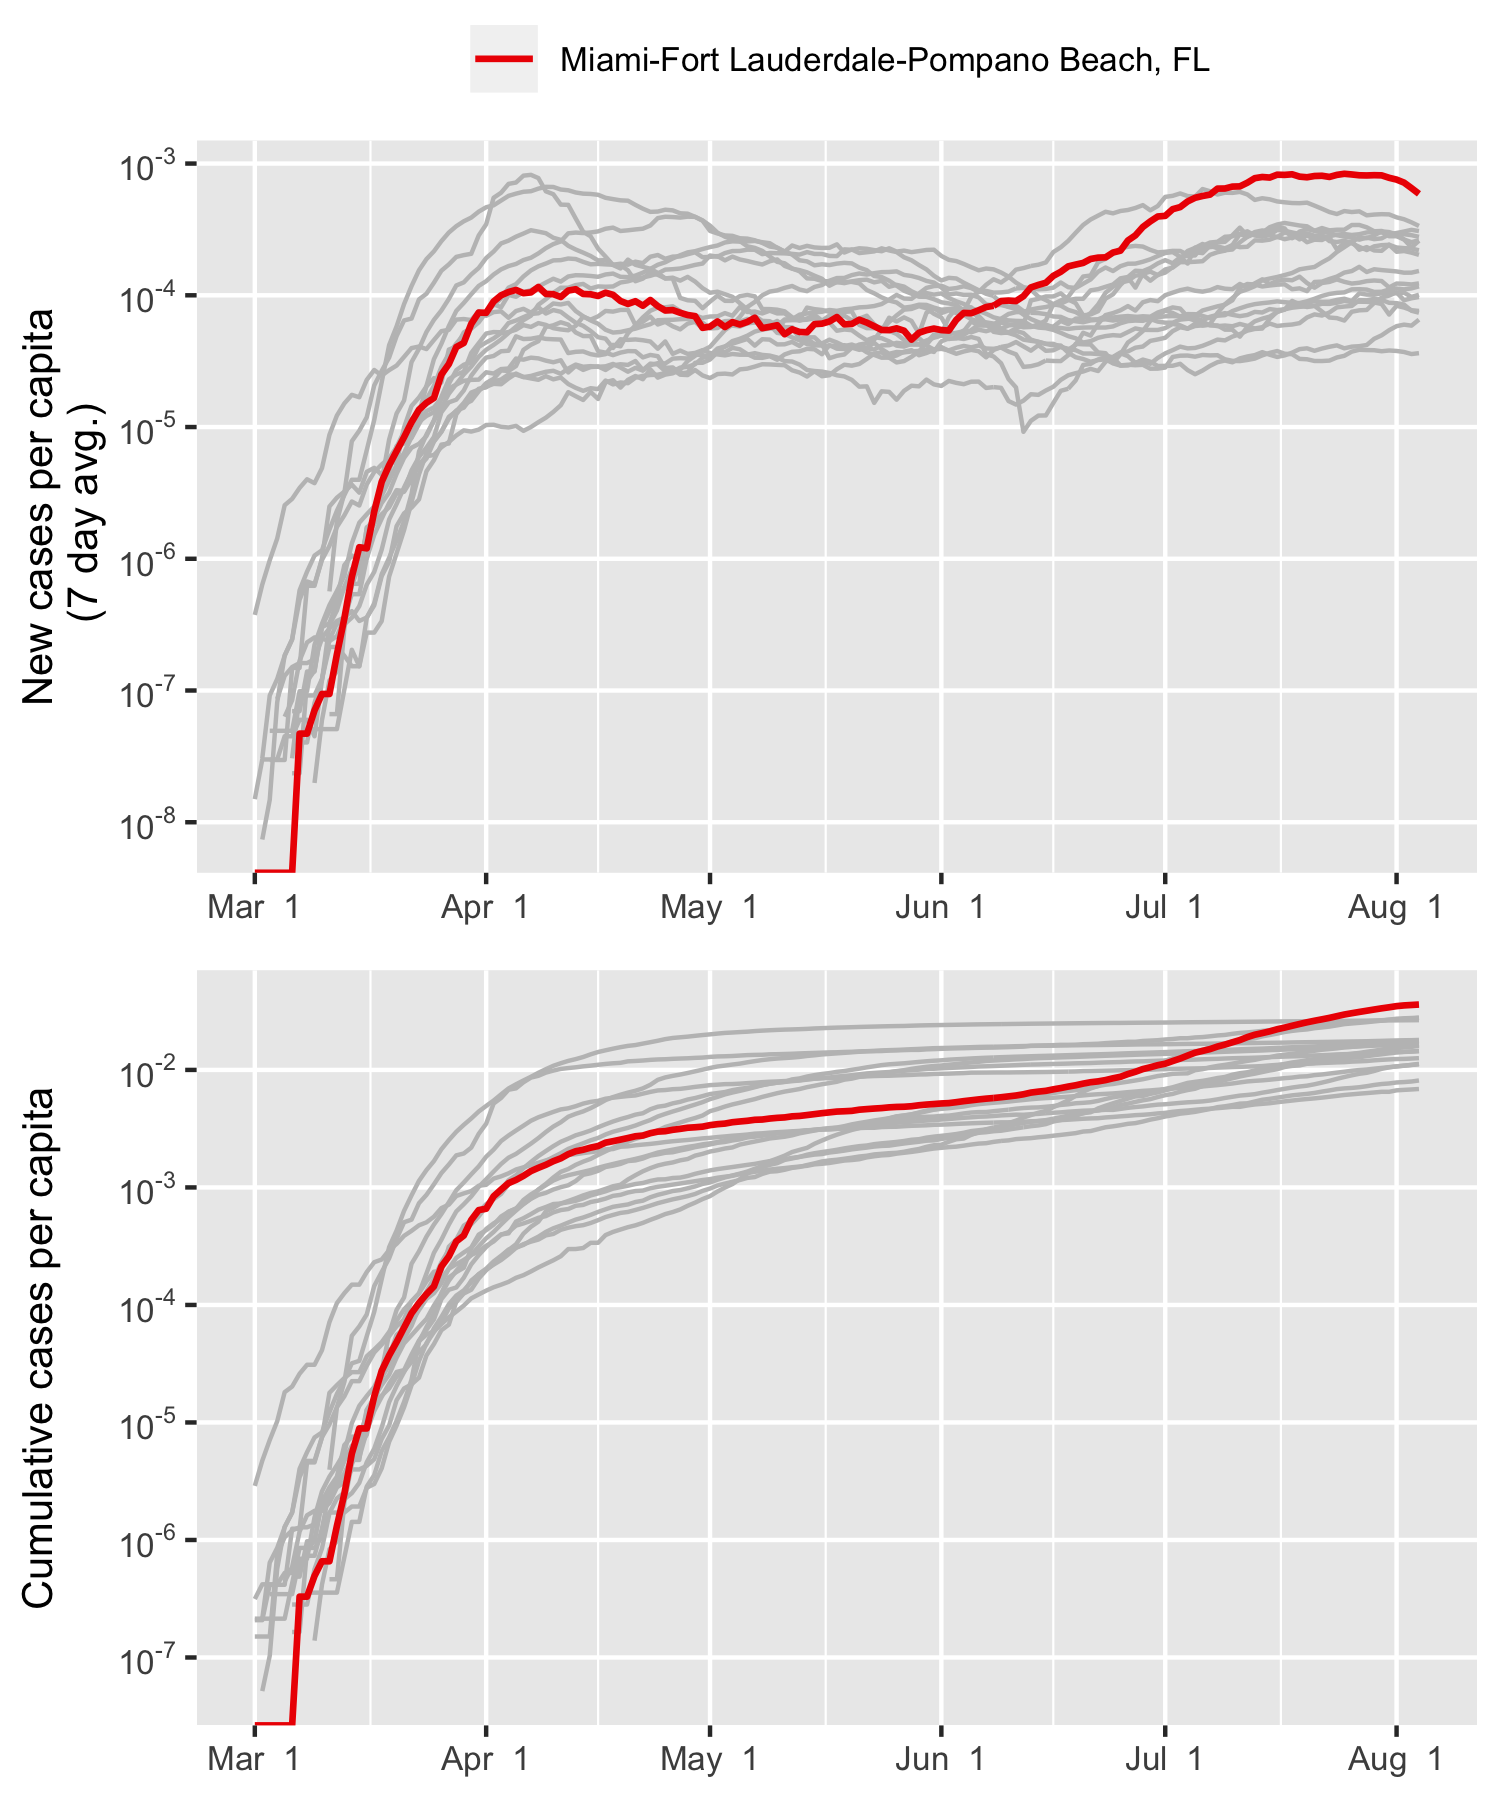 Miami-Fort Lauderdale-Pompano Beach, FL
New cases per capita
(7 day avg.)
10-3
10-4
10-5
10-6
10-7
10-8
Mar 1 Apr 1 May 1 Jun 1 Jul 1 Aug 1
Cumulative cases per capita
10-2
10-3
10-4
10-5
10-6
10-7
Mar 1 Apr 1 May 1 Jun 1 Jul 1 Aug 1